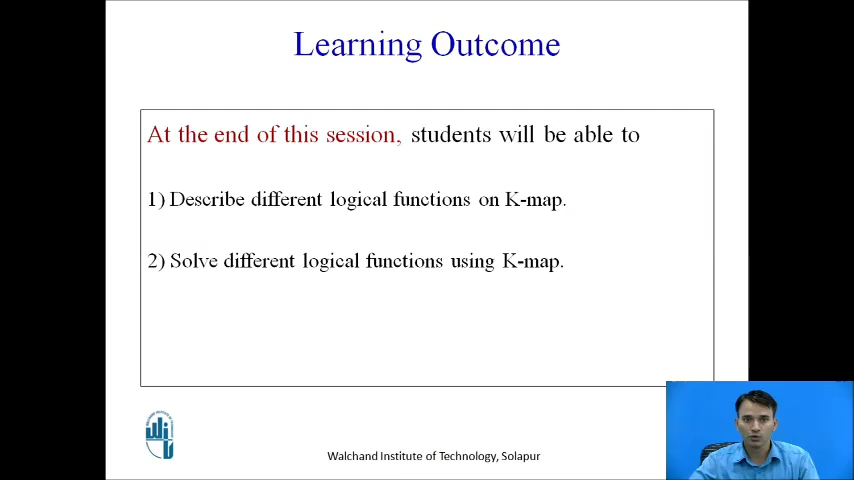 Learning Outcome
At the end of this session, students will be able to
1) Describe different logical functions on K-map.
2) Solve different logical functions using K-map.
Walchand Institute of Technology, Solapur